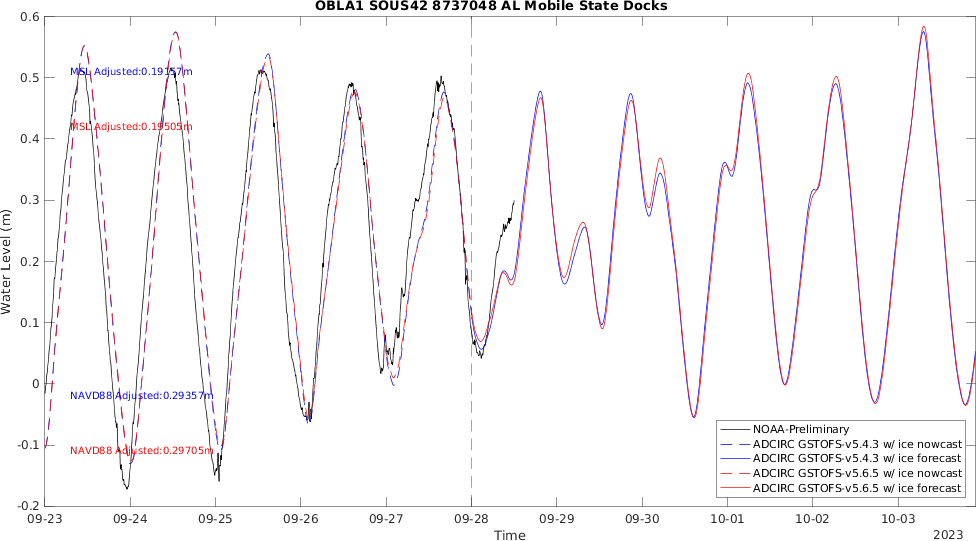 OBLA1 SOUS42 8737048 AL Mobile State Docks
0.6
0.5
0.4
0.3
0.2
0.1
0
-0.1
-0.2
Water Level (m)
MSL Adjusted:0.19157m
MSL Adjusted:0.19505m
NAVD88 Adjusted:0.29357m
NAVD88 Adjusted:0.29705m
NOAA-Preliminary
ADCIRC GSTOFS-v5.4.3 w/ ice nowcast
ADCIRC GSTOFS-v5.4.3 w/ ice forecast
ADCIRC GSTOFS-v5.6.5 w/ ice nowcast
ADCIRC GSTOFS-v5.6.5 w/ ice forecast
09-23 09-24 09-25 09-26 09-27 09-28 09-29 09-30 10-01 10-02 10-03
Time
2023